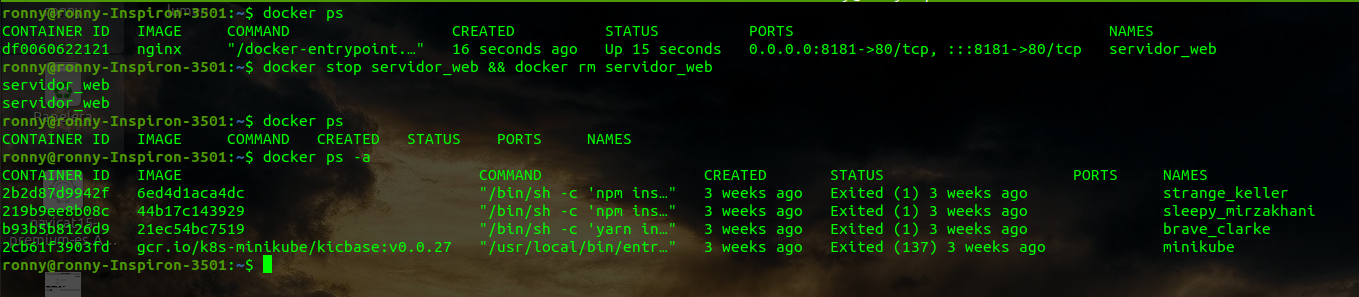 ronny@ronny-Inspiron-3501:~$ docker ps
CONTAINER ID   IMAGE     COMMAND                  CREATED          STATUS          PORTS                                   NAMES
df0060622121   nginx     "/docker-entrypoint.…"   16 seconds ago   Up 15 seconds   0.0.0.0:8181->80/tcp, :::8181->80/tcp   servidor_web
ronny@ronny-Inspiron-3501:~$ docker stop servidor_web && docker rm servidor_web
servidor_web
servidor_web
ronny@ronny-Inspiron-3501:~$ docker ps
CONTAINER ID   IMAGE     COMMAND   CREATED   STATUS    PORTS     NAMES
ronny@ronny-Inspiron-3501:~$ docker ps -a
CONTAINER ID   IMAGE                                 COMMAND                  CREATED       STATUS                     PORTS     NAMES
2b2d87d9942f   6ed4d1aca4dc                          "/bin/sh -c 'npm ins…"   3 weeks ago   Exited (1) 3 weeks ago               strange_keller
219b9ee8b08c   44b17c143929                          "/bin/sh -c 'npm ins…"   3 weeks ago   Exited (1) 3 weeks ago               sleepy_mirzakhani
b93b5b8126d9   21ec54bc7519                          "/bin/sh -c 'yarn in…"   3 weeks ago   Exited (1) 3 weeks ago               brave_clarke
2cb61f3903f1   gcr.io/k8s-minikube/kicbase:v0.0.27   "/usr/local/bin/entr…"   3 weeks ago   Exited (137) 3 weeks ago             minikube
ronny@ronny-Inspiron-3501:~$